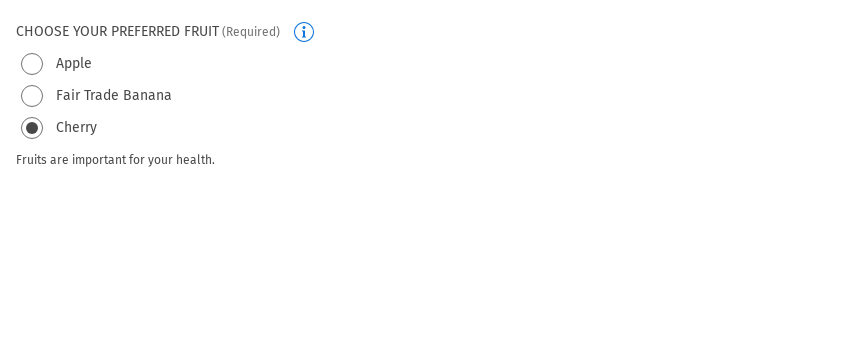 CHOOSE YOUR PREFERRED FRUIT (Required)
Apple
Fair Trade Banana
Cherry
Fruits are important for your health.